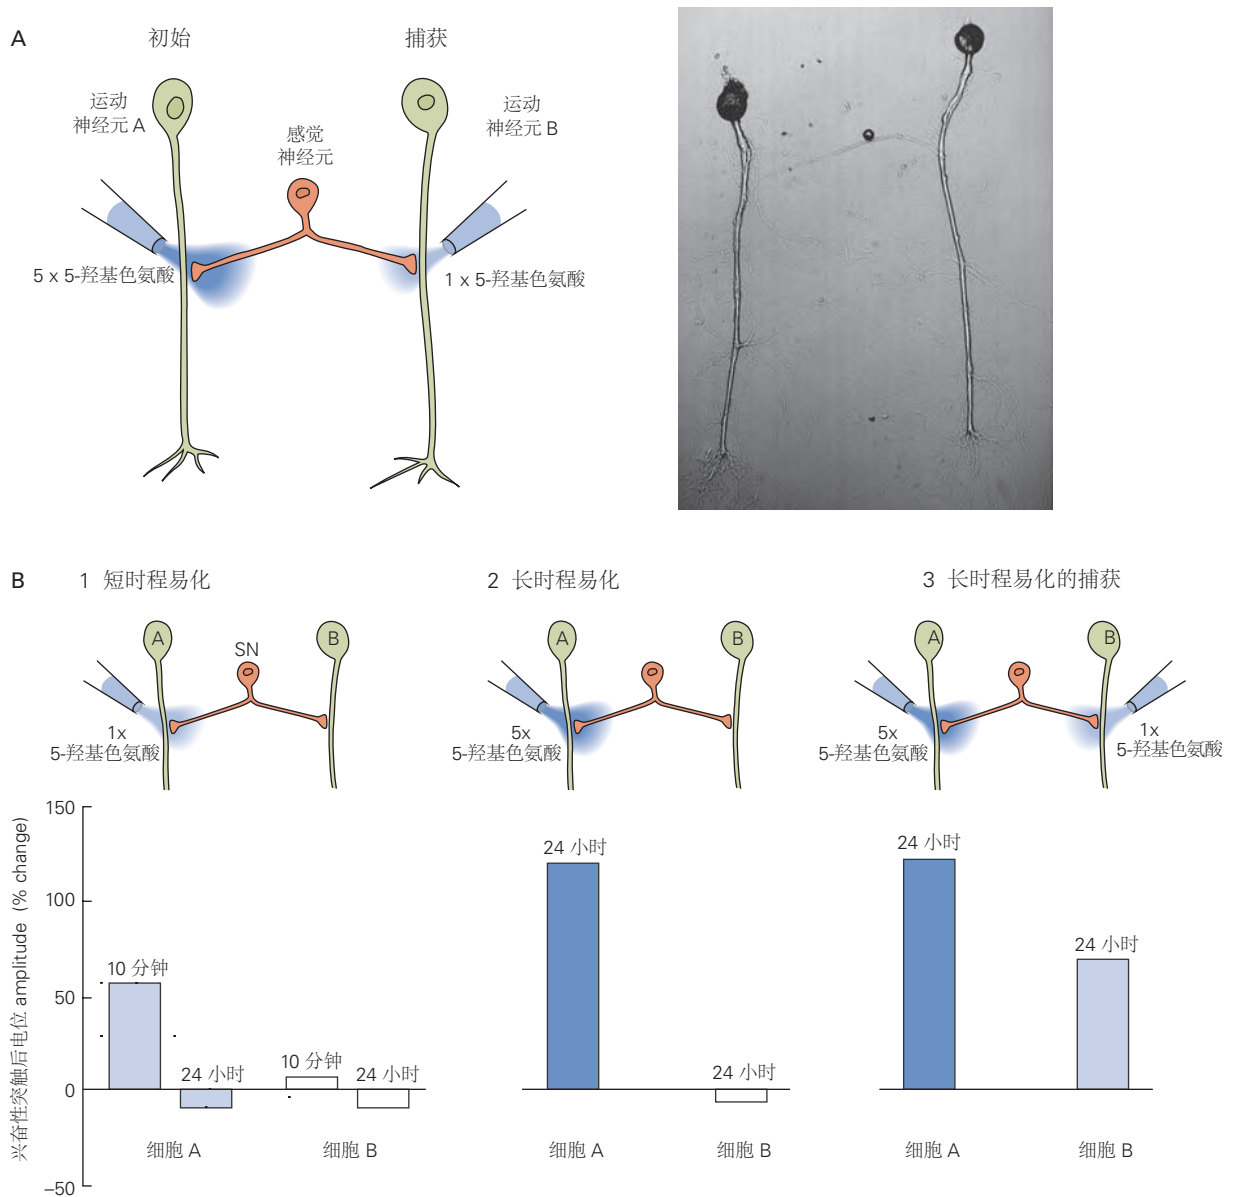 A
初始
捕获
运动
神经元 A
运动
神经元 B
感觉
神经元
5 x 5-羟基色氨酸
1 x 5-羟基色氨酸
B
1 短时程易化
2 长时程易化
3 长时程易化的捕获
A
SN
B
1x
5-羟基色氨酸
A
B
5x
5-羟基色氨酸
A
B
5x
5-羟基色氨酸
1x
5-羟基色氨酸
兴奋性突触后电位 amplitude (% change)
150
100
50
0
–50
10 分钟
24 小时
10 分钟
24 小时
细胞 A
细胞 B
24 小时
24 小时
细胞 A
细胞 B
24 小时
24 小时
细胞 A
细胞 B